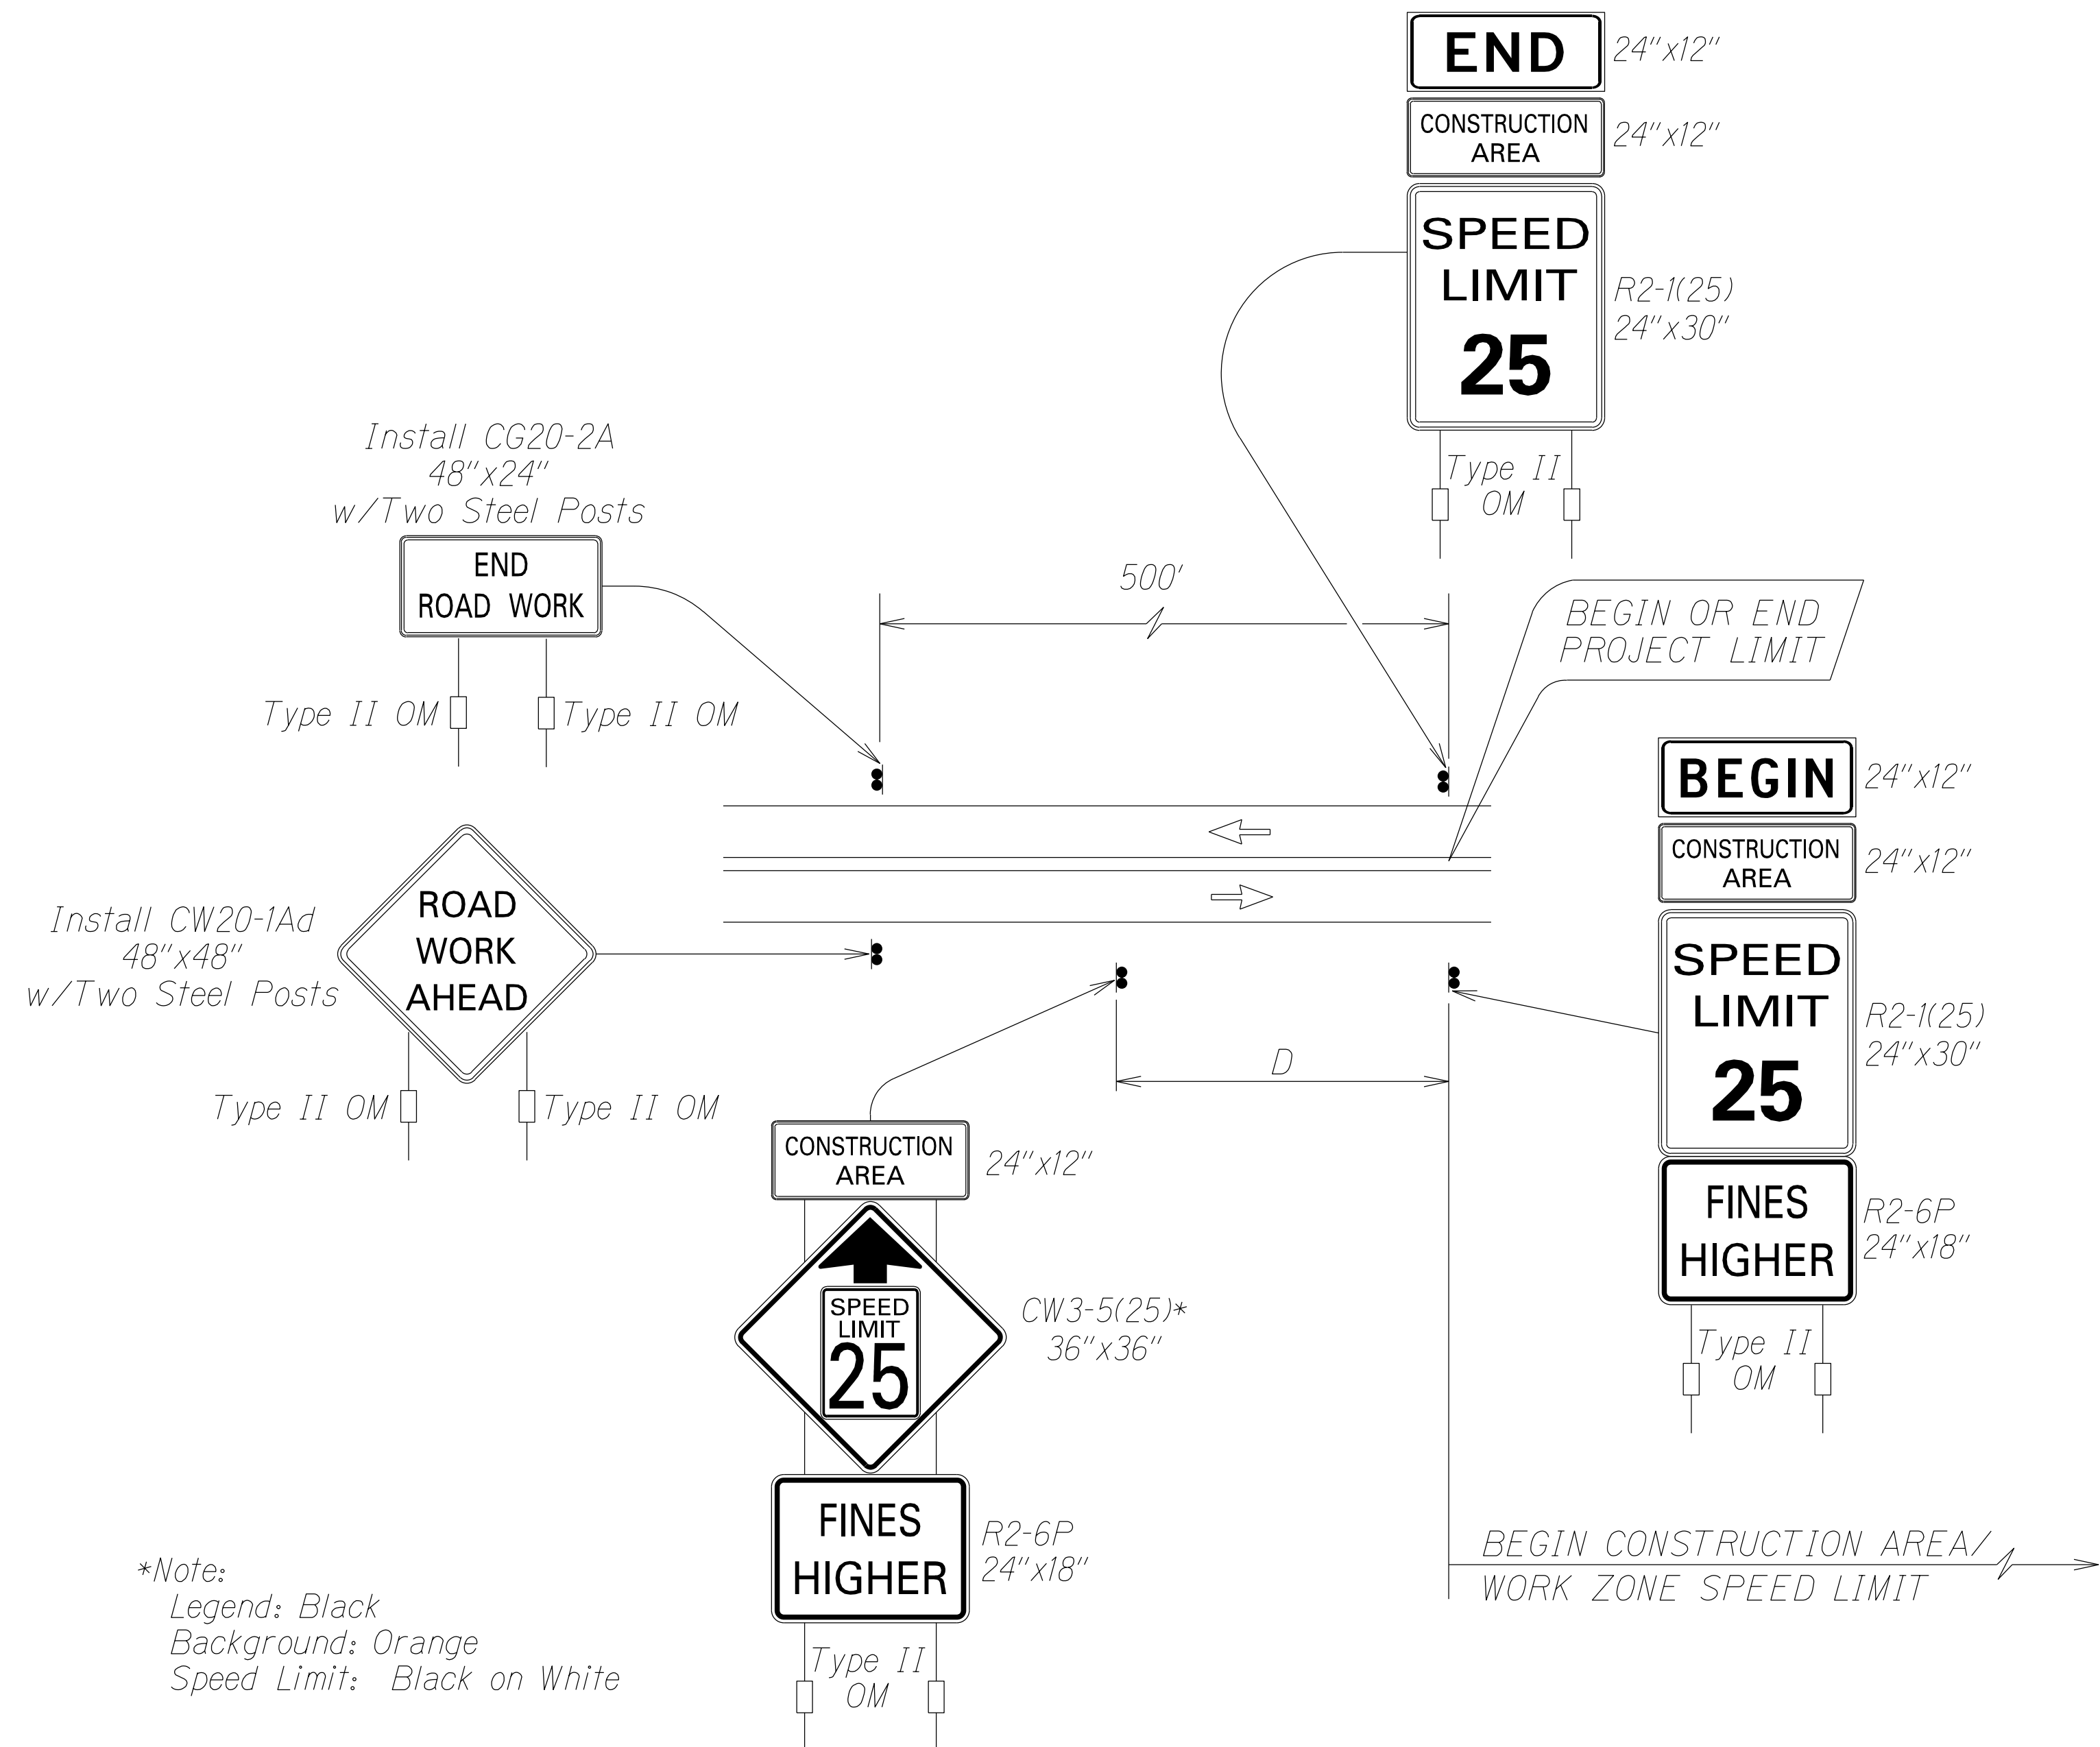 END
24"x12"
CONSTRUCTION
AREA
24"x12"
SPEED
LIMIT
25
R2-1(25)
24"x30"
Type II
OM
Install CG20-2A
48"x24"
w/Two Steel Posts
END
ROAD WORK
Type II OM
Type II OM
500'
BEGIN OR END
PROJECT LIMIT
BEGIN
24"x12"
CONSTRUCTION
AREA
24"x12"
SPEED
LIMIT
25
R2-1(25)
24"x30"
FINES
HIGHER
R2-6P
24"x18"
Type II
OM
Install CW20-1Ad
48"x48"
w/Two Steel Posts
ROAD
WORK
AHEAD
Type II OM
Type II OM
D
CONSTRUCTION
AREA
24"x12"
SPEED
LIMIT
25
CW3-5(25)*
36"x36"
FINES
HIGHER
R2-6P
24"x18"
Type II
OM
BEGIN CONSTRUCTION AREA/
WORK ZONE SPEED LIMIT
*Note:
Legend: Black
Background: Orange
Speed Limit: Black on White